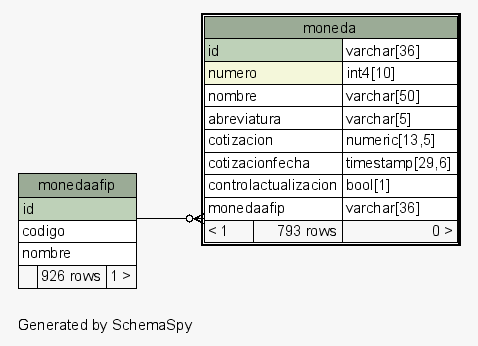 moneda
id varchar[36]
numero int4[10]
nombre varchar[50]
abreviatura varchar[5]
cotizacion numeric[13,5]
cotizacionfecha timestamp[29,6]
controlactualizacion bool[1]
monedaafip varchar[36]
< 1 793 rows 0 >
monedaafip
id
codigo
nombre
926 rows 1 >
Generated by SchemaSpy